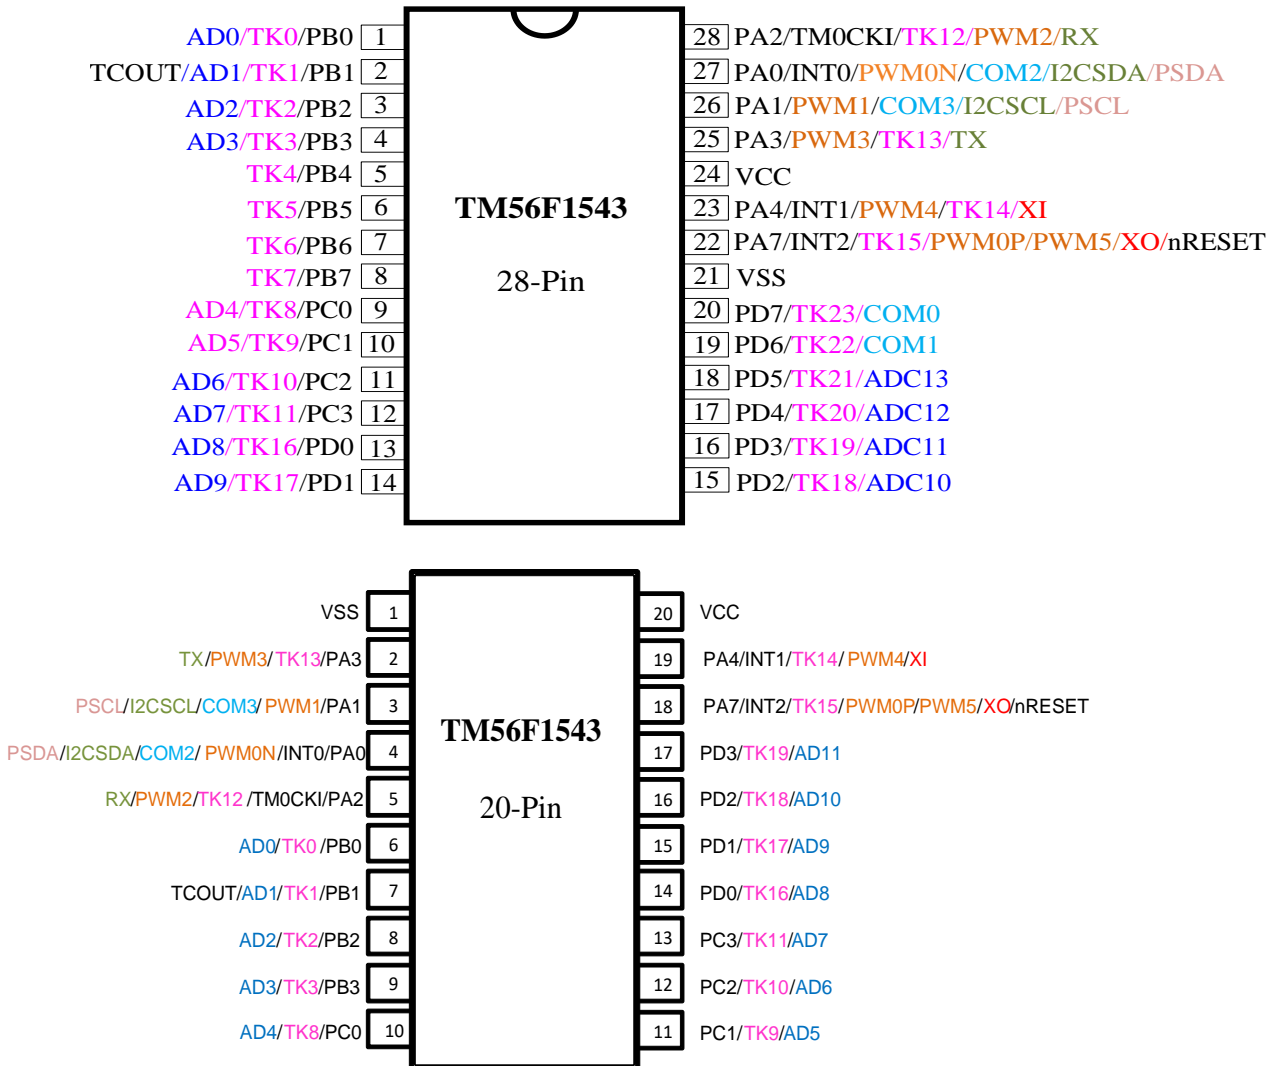 AD0/TK0/PB0 1 28 PA2/TM0CKI/TK12/PWM2/RX
TCOUT/AD1/TK1/PB1 2 27 PA0/INT0/PWM0N/COM2/I2CSDA/PSDA
AD2/TK2/PB2 3 26 PA1/PWM1/COM3/I2CSCL/PSCL
AD3/TK3/PB3 4 25 PA3/PWM3/TK13/TX
TK4/PB4 5 24 VCC
TK5/PB5 6 TM56F1543 23 PA4/INT1/PWM4/TK14/XI
TK6/PB6 7 22 PA7/INT2/TK15/PWM0P/PWM5/XO/nRESET
TK7/PB7 8 28-Pin 21 VSS
AD4/TK8/PC0 9 20 PD7/TK23/COM0
AD5/TK9/PC1 10 19 PD6/TK22/COM1
AD6/TK10/PC2 11 18 PD5/TK21/ADC13
AD7/TK11/PC3 12 17 PD4/TK20/ADC12
AD8/TK16/PD0 13 16 PD3/TK19/ADC11
AD9/TK17/PD1 14 15 PD2/TK18/ADC10
VSS 1 20 VCC
TX/PWM3/TK13/PA3 2 19 PA4/INT1/TK14/PWM4/XI
PSCL/I2CSCL/COM3/PWM1/PA1 3 18 PA7/INT2/TK15/PWM0P/PWM5/XO/nRESET
TM56F1543
PSDA/I2CSDA/COM2/PWM0N/INT0/PA0 4 17 PD3/TK19/AD11
RX/PWM2/TK12/TM0CKI/PA2 5 20-Pin 16 PD2/TK18/AD10
AD0/TK0/PB0 6 15 PD1/TK17/AD9
TCOUT/AD1/TK1/PB1 7 14 PD0/TK16/AD8
AD2/TK2/PB2 8 13 PC3/TK11/AD7
AD3/TK3/PB3 9 12 PC2/TK10/AD6
AD4/TK8/PC0 10 11 PC1/TK9/AD5